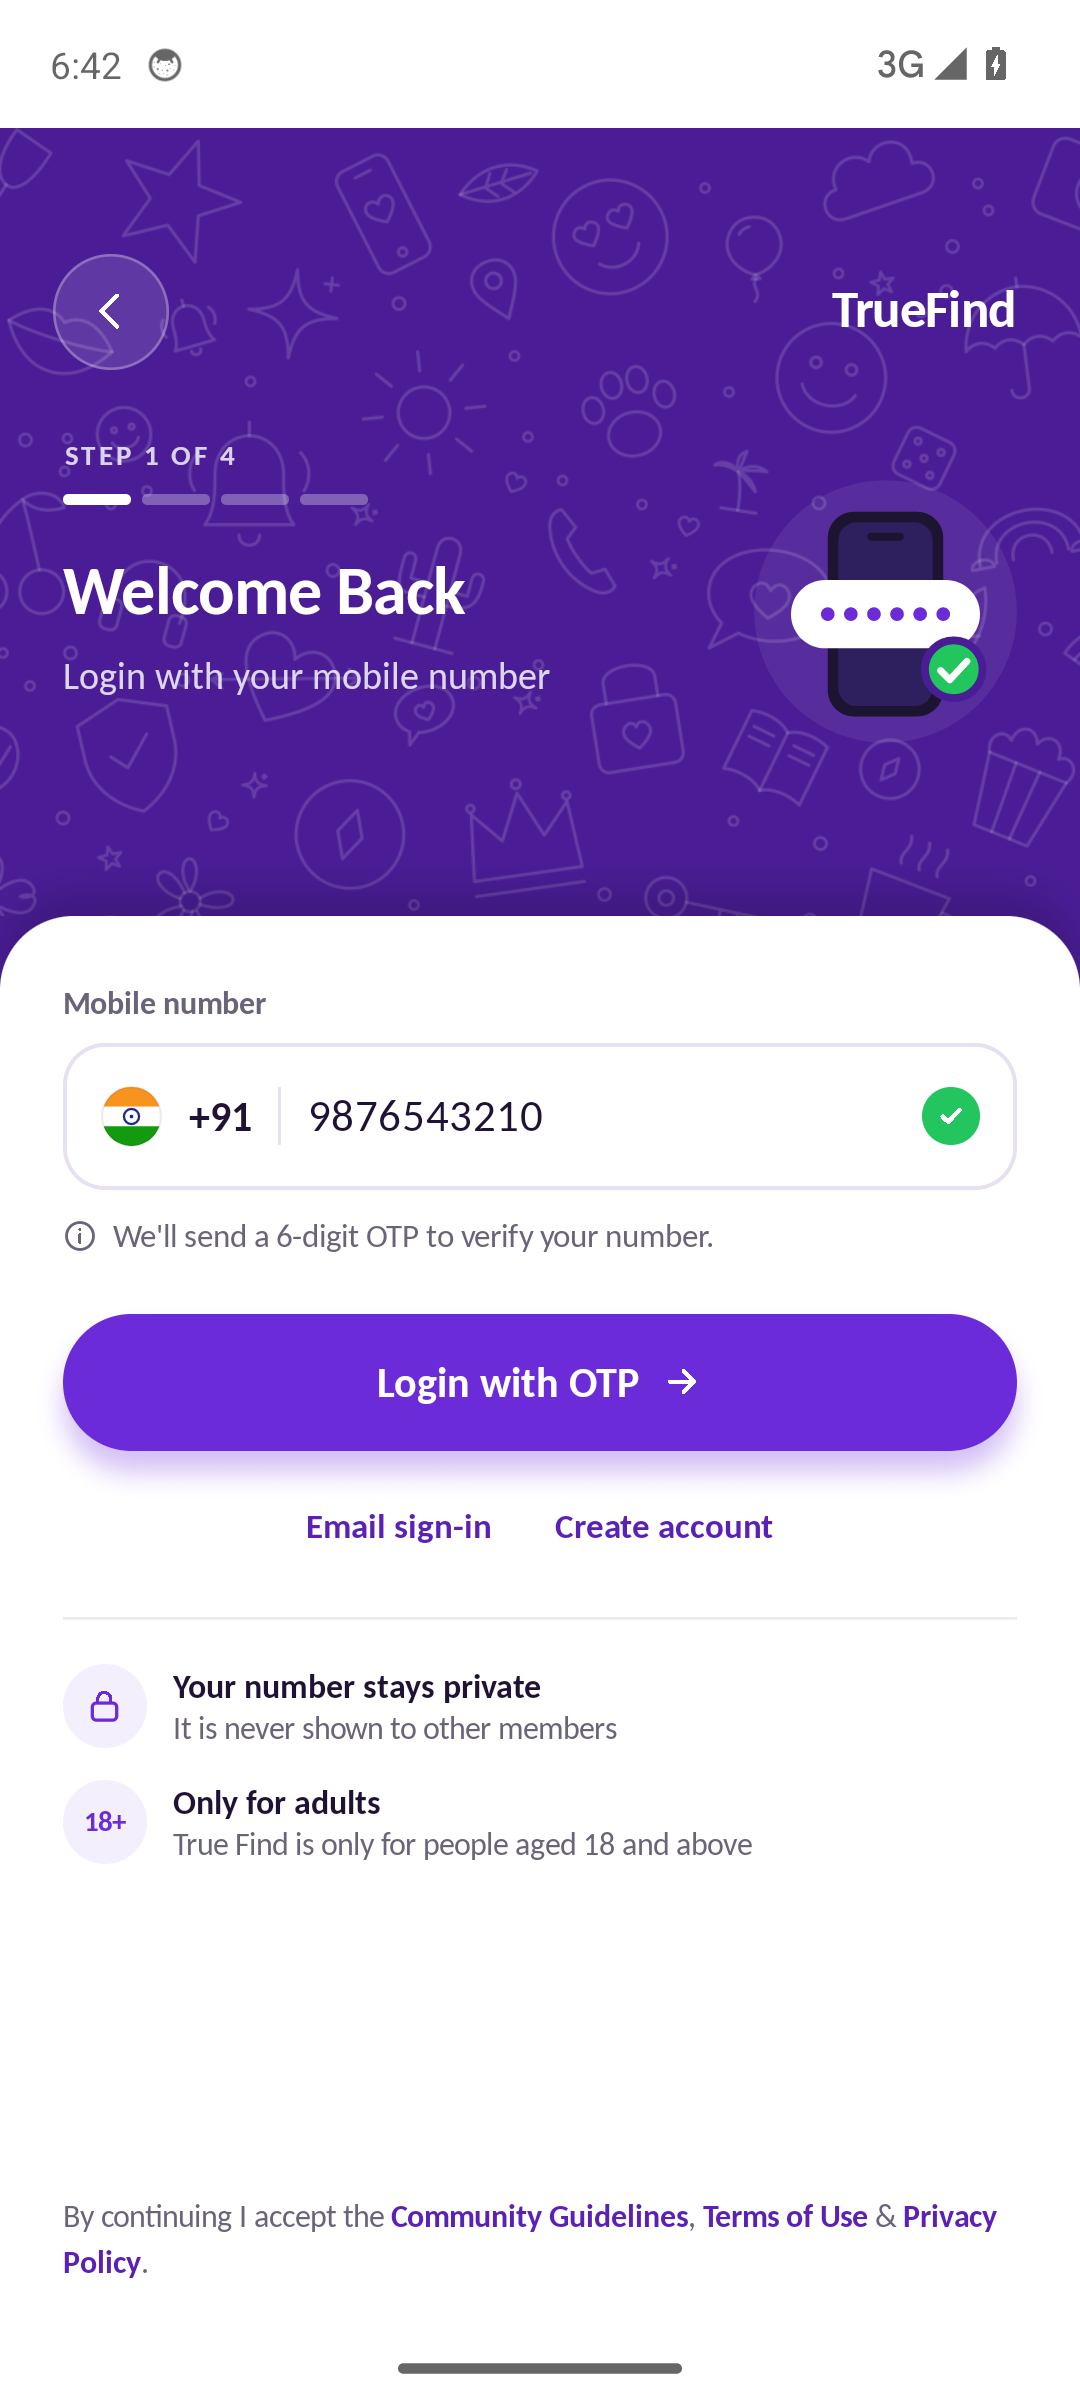 6:42
3G
TrueFind
STEP 1 OF 4
Welcome Back
Login with your mobile number
Mobile number
+91 9876543210
We'll send a 6-digit OTP to verify your number.
Login with OTP
Email sign-in Create account
Your number stays private
It is never shown to other members
18+
Only for adults
True Find is only for people aged 18 and above
By continuing I accept the Community Guidelines, Terms of Use & Privacy
Policy.